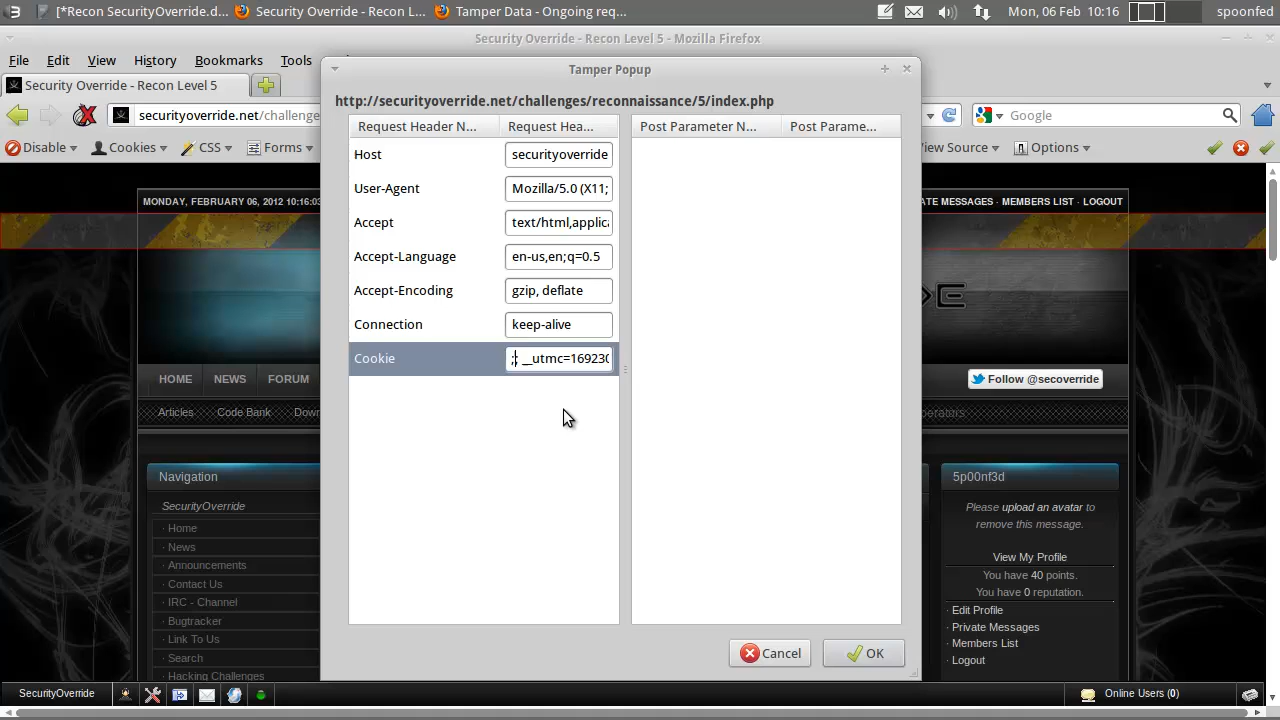 [*Recon SecurityOverride.d... Security Override - Recon L... Tamper Data - Ongoing req... Mon, 06 Feb 10:16 spoonfed
Security Override - Recon Level 5 - Mozilla Firefox
File Edit View History Bookmarks Tools
Tamper Popup
Security Override - Recon Level 5
http://securityoverride.net/challenges/reconnaissance/5/index.php
securityoverride.net/challenge
Google
Request Header N... Request Hea... Post Parameter N... Post Parame...
Disable Cookies CSS Forms iew Source Options
Host securityoverride
User-Agent Mozilla/5.0 (X11;
MONDAY, FEBRUARY 06, 2012 10:16:03
ATE MESSAGES · MEMBERS LIST · LOGOUT
Accept text/html,applica
Accept-Language en-us,en;q=0.5
Accept-Encoding gzip, deflate
Connection keep-alive
Cookie ; __utmc=169230
HOME NEWS FORUM
Follow @secoverride
Articles Code Bank Down
erators
Navigation
SecurityOverride
· Home
· News
· Announcements
· Contact Us
· IRC - Channel
· Bugtracker
· Link To Us
· Search
· Hacking Challenges
5p00nf3d
Please upload an avatar to
remove this message.
View My Profile
You have 40 points.
You have 0 reputation.
· Edit Profile
· Private Messages
· Members List
· Logout
Cancel OK
SecurityOverride
Online Users (0)